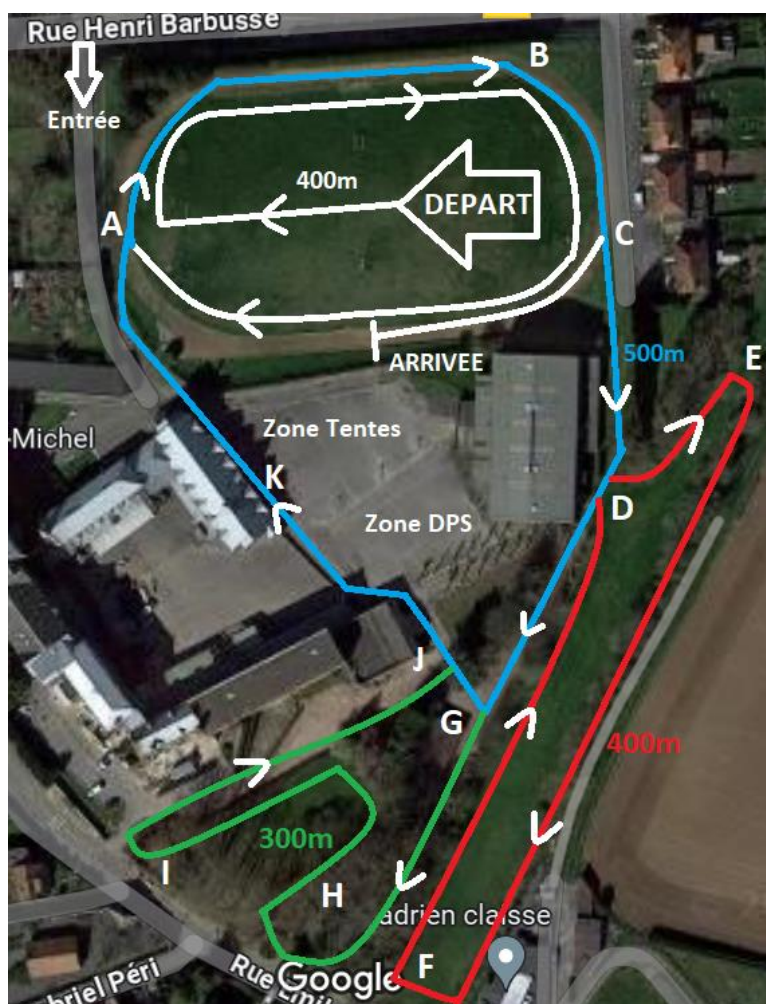 Rue Henri Barbusse
B
Entrée
400m
DEPART
A
C
ARRIVEE
500m
E
-Michel
Zone Tentes
K
Zone DPS
D
J
G
400m
300m
I
H
adrien claisse
F
briel Péri
Rue
Google